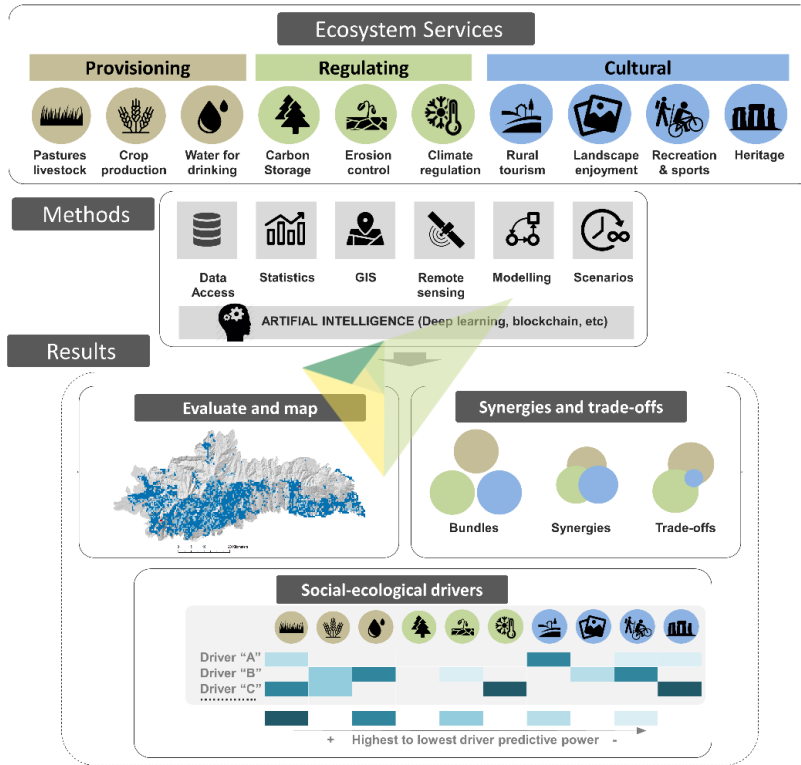 Ecosystem Services
Provisioning
Regulating
Cultural
Pastures livestock
Crop production
Water for drinking
Carbon Storage
Erosion control
Climate regulation
Rural tourism
Landscape enjoyment
Recreation & sports
Heritage
Methods
Data Access
Statistics
GIS
Remote sensing
Modelling
Scenarios
ARTIFIAL INTELLIGENCE (Deep learning, blockchain, etc)
Results
Evaluate and map
Synergies and trade-offs
Bundles
Synergies
Trade-offs
Social-ecological drivers
Driver “A”
Driver “B”
Driver “C”
+ Highest to lowest driver predictive power -